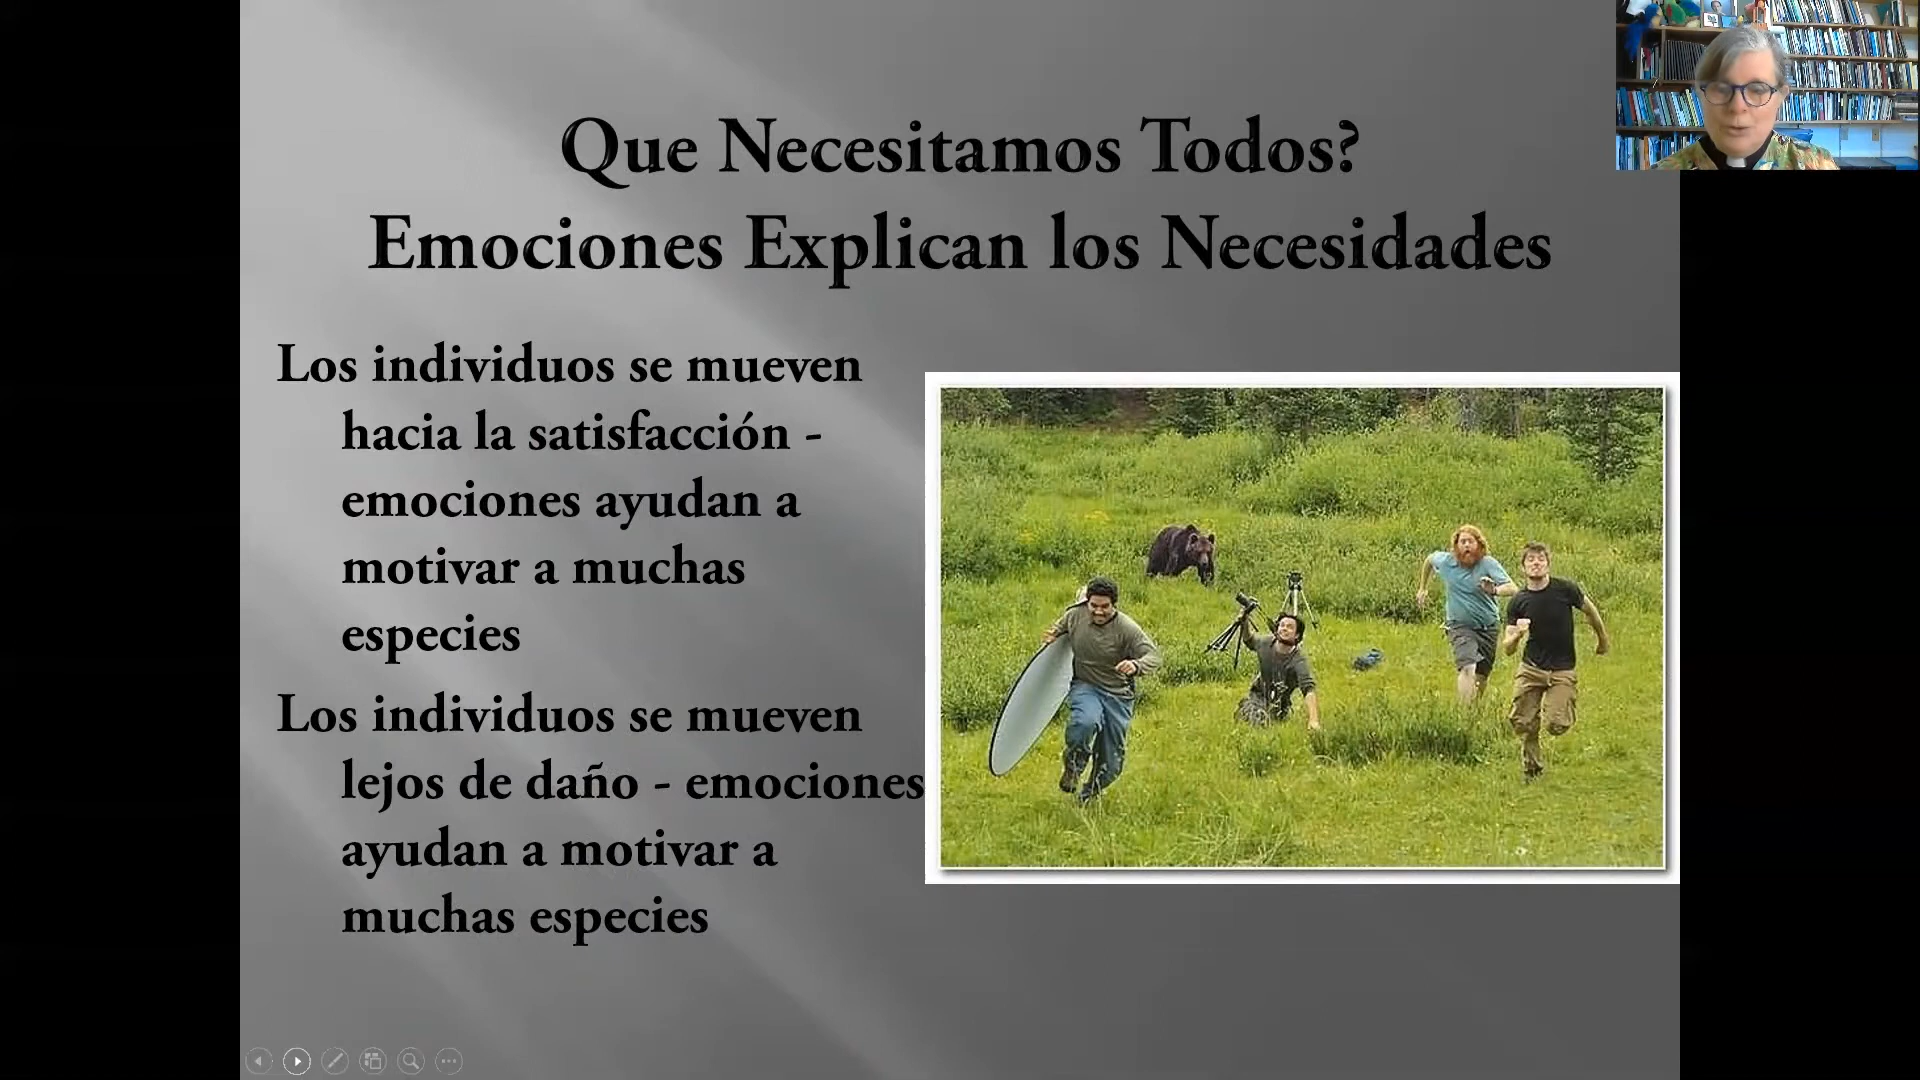 Que Necesitamos Todos?
Emociones Explican los Necesidades
Los individuos se mueven
hacia la satisfacción -
emociones ayudan a
motivar a muchas
especies
Los individuos se mueven
lejos de daño - emociones
ayudan a motivar a
muchas especies